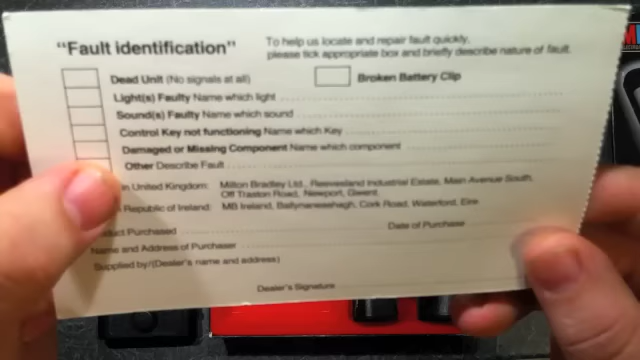 "Fault identification"
To help us locate and repair fault quickly,
please tick appropriate box and briefly describe nature of fault.
Dead Unit (No signals at all)
Broken Battery Clip
Light(s) Faulty Name which light
Sound(s) Faulty Name which sound
Control Key not functioning Name which Key
Damaged or Missing Component Name which component
Other Describe Fault
in United Kingdom: Milton Bradley Ltd., Reevesland Industrial Estate, Main Avenue South,
Off Traston Road, Newport, Gwent.
Republic of Ireland: MB Ireland, Ballynaneashagh, Cork Road, Waterford, Eire
Purchased
Date of Purchase
Name and Address of Purchaser
Supplied by/(Dealer's name and address)
Dealer's Signature